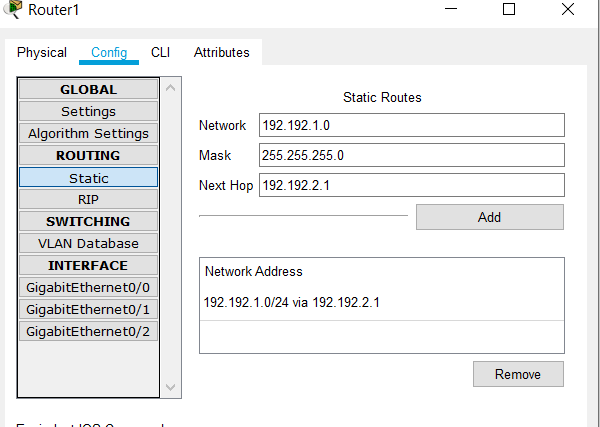 Router1
Physical Config CLI Attributes
GLOBAL
Settings
Algorithm Settings
ROUTING
Static
RIP
SWITCHING
VLAN Database
INTERFACE
GigabitEthernet0/0
GigabitEthernet0/1
GigabitEthernet0/2
Static Routes
Network 192.192.1.0
Mask 255.255.255.0
Next Hop 192.192.2.1
Add
Network Address
192.192.1.0/24 via 192.192.2.1
Remove